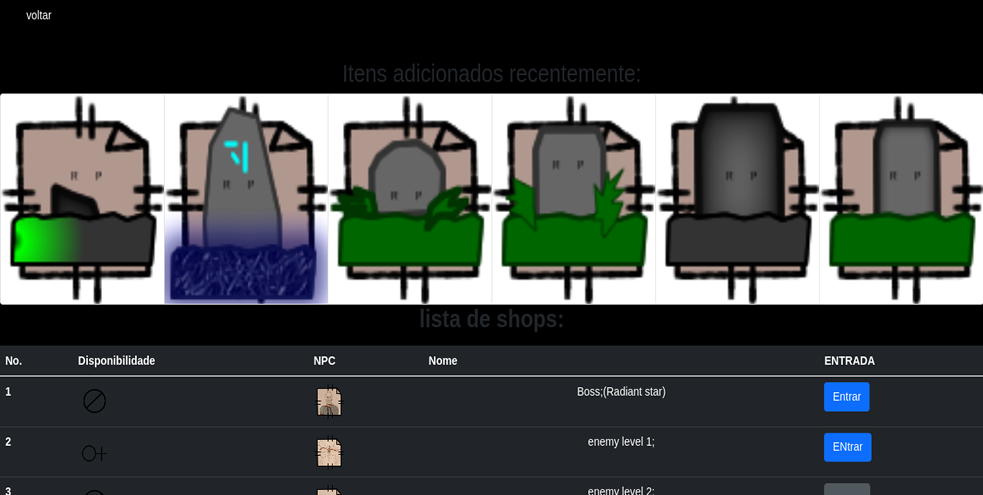 voltar
Itens adicionados recentemente:
R P R P R P R P R P R P
lista de shops:
No. Disponibilidade NPC Nome ENTRADA
1 Boss;(Radiant star) Entrar
2 enemy level 1; ENtrar
3 enemy level 2;